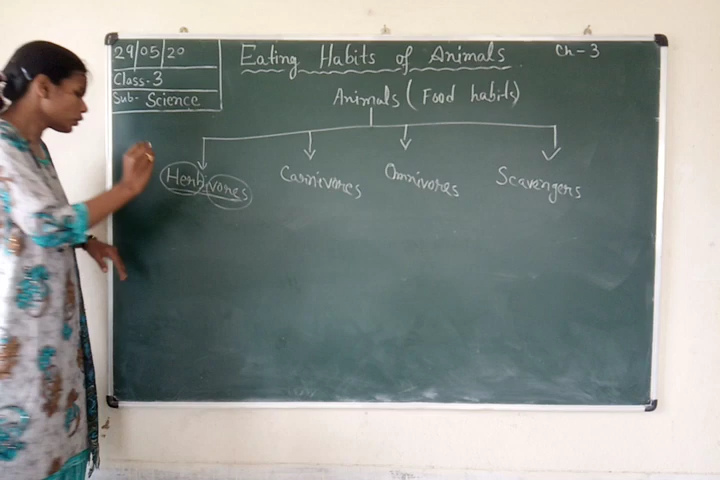 29/05/20
Class-3
Sub- Science
Eating Habits of Animals
Ch-3
Animals (Food habits)
Herbivores
Carnivores
Omnivores
Scavengers